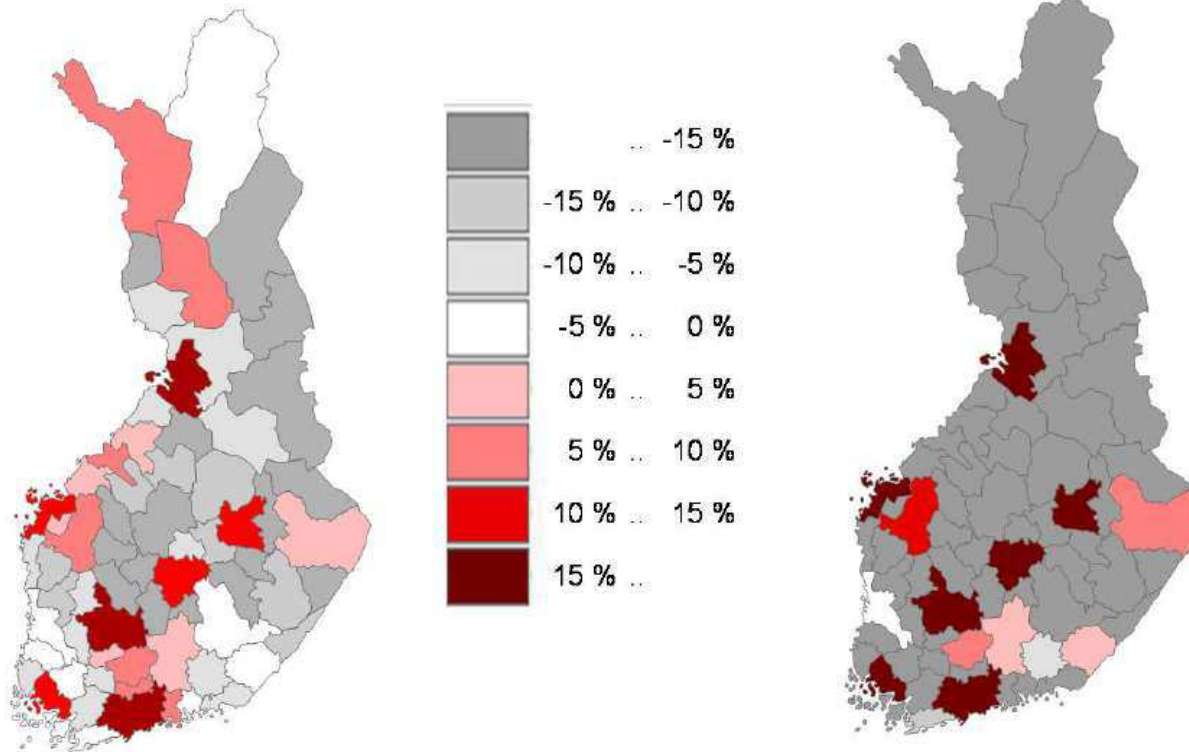 .. -15 %
-15 % .. -10 %
-10 % .. -5 %
-5 % .. 0 %
0 % .. 5 %
5 % .. 10 %
10 % .. 15 %
15 % ..